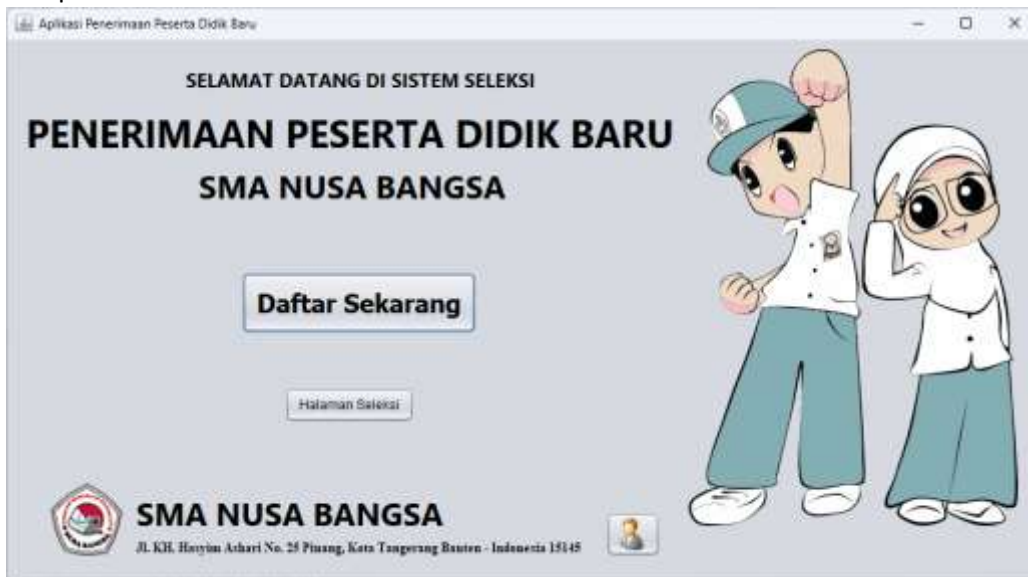 Aplikasi Penerimaan Peserta Didik Baru
SELAMAT DATANG DI SISTEM SELEKSI
PENERIMAAN PESERTA DIDIK BARU
SMA NUSA BANGSA
Daftar Sekarang
Halaman Seleksi
SMA NUSA BANGSA
Jl. KH. Hasyim Ashari No. 25 Pinang, Kota Tangerang Banten - Indonesia 15145